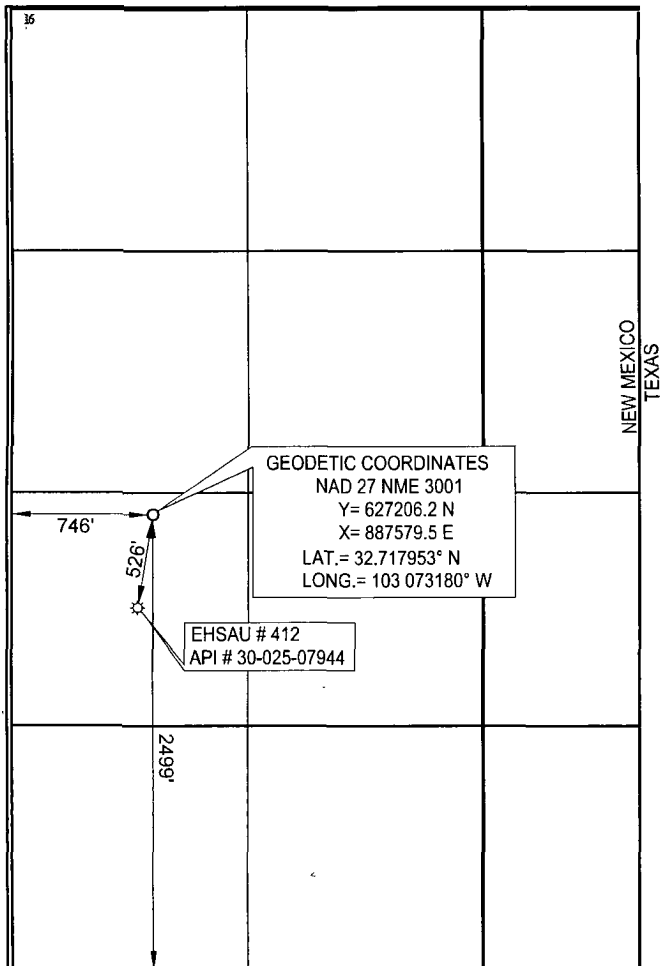 16
NEW MEXICO
TEXAS
GEODETIC COORDINATES
NAD 27 NME 3001
Y= 627206.2 N
X= 887579.5 E
LAT.= 32.717953° N
LONG.= 103 073180° W
746'
526'
EHSAU # 412
API # 30-025-07944
2499'